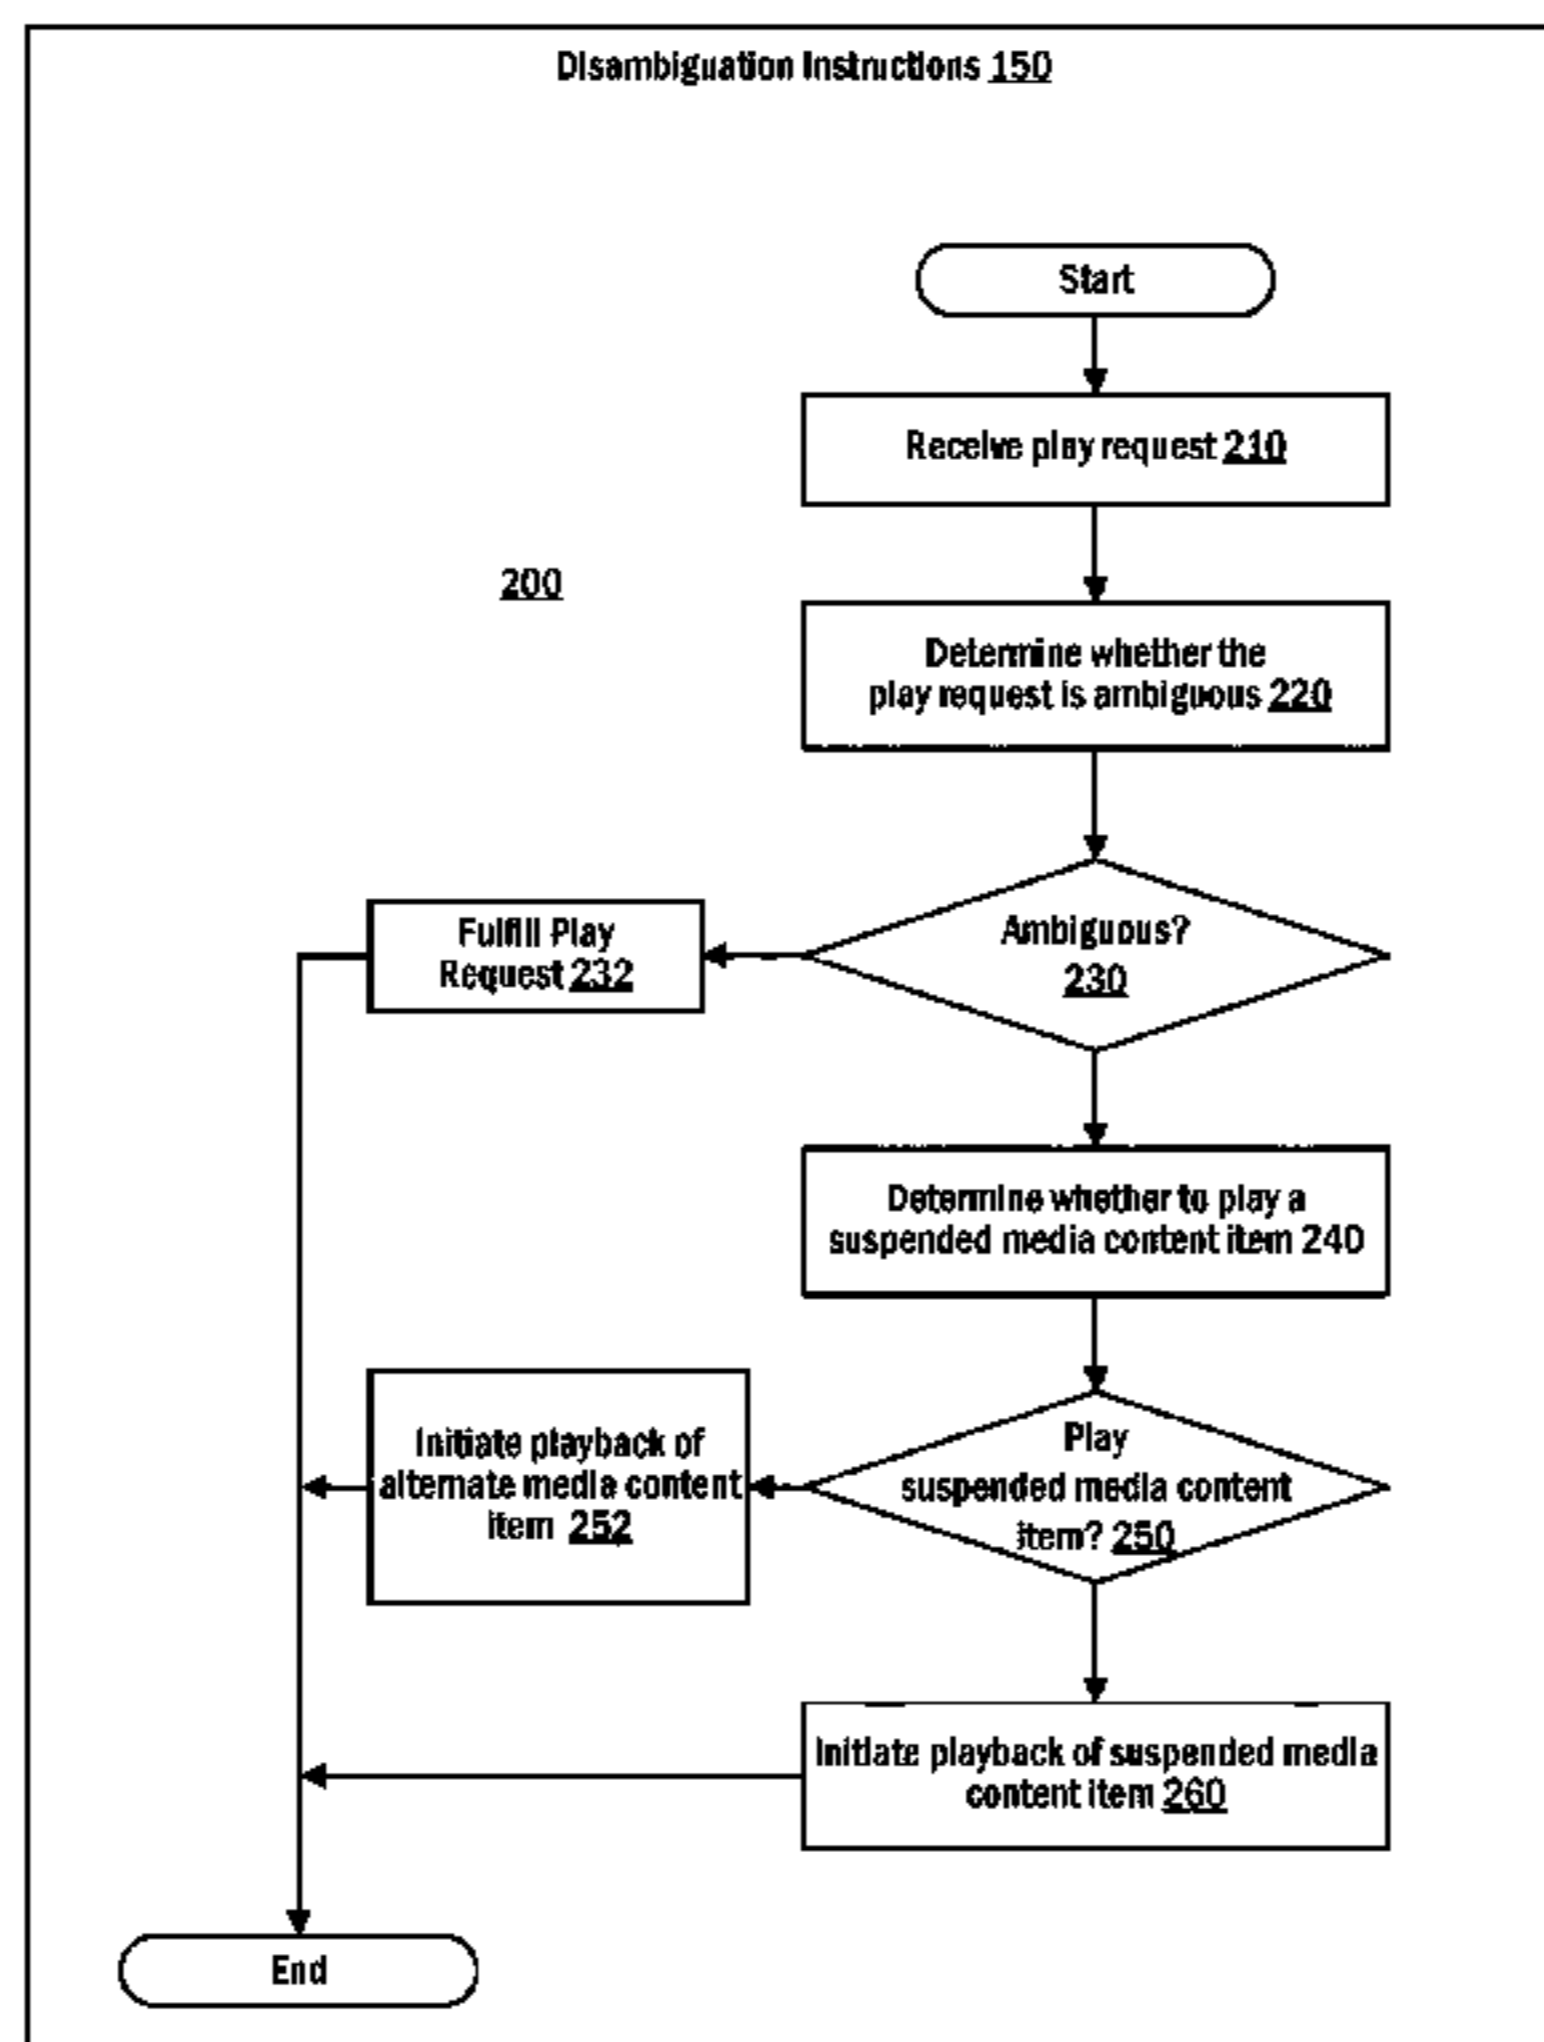 Disambiguation Instructions 150
Start
Receive play request 210
200
Determine whether the
play request is ambiguous 220
Ambiguous?
230
Fulfill Play
Request 232
Determine whether to play a
suspended media content item 240
Play
suspended media content
item? 250
Initiate playback of
alternate media content
item 252
Initiate playback of suspended media
content item 260
End